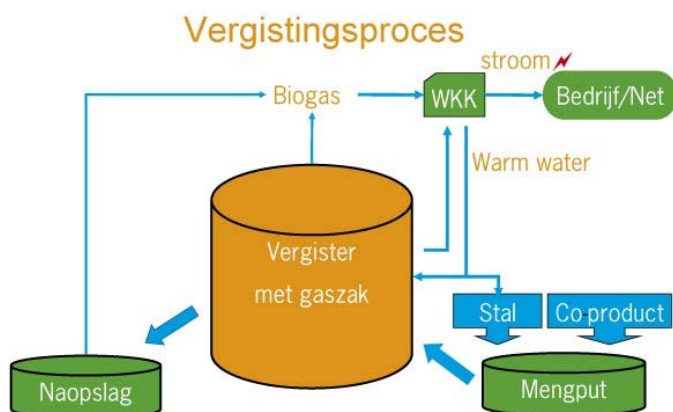 Vergistingsproces
stroom
Biogas
WKK
Bedrijf/Net
Warm water
Vergister
met gaszak
Stal
Co-product
Naopslag
Mengput